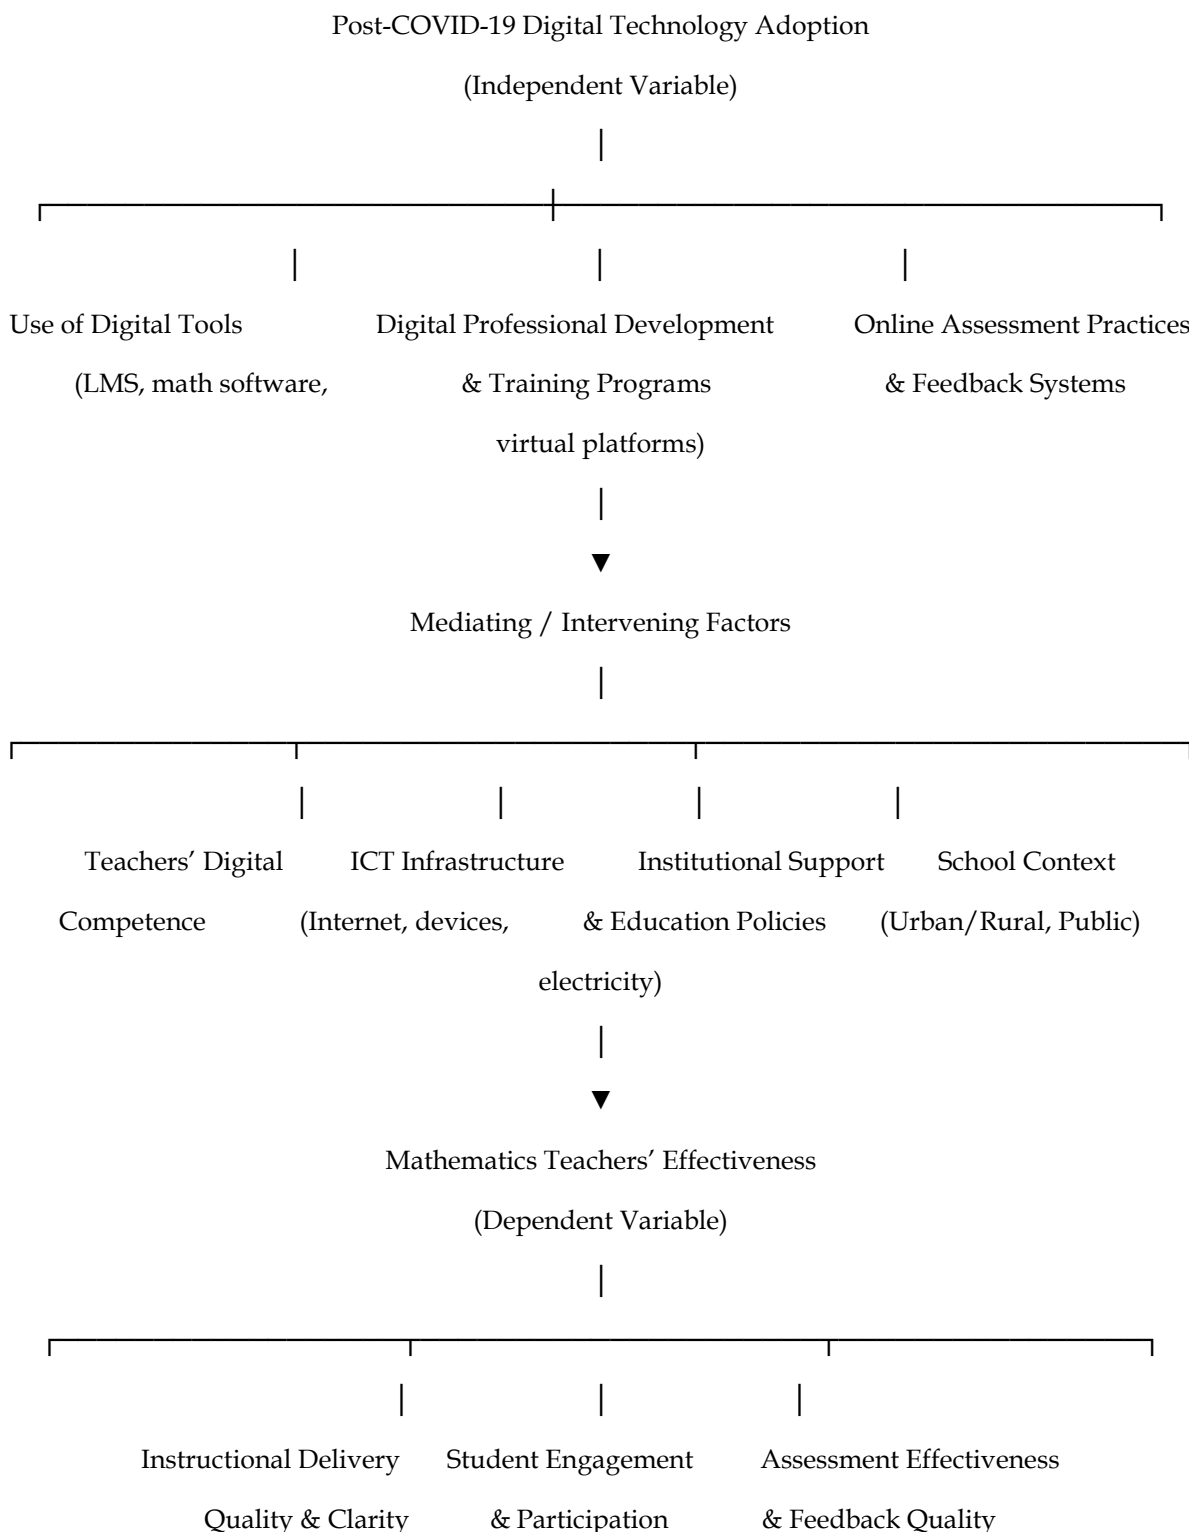 Post-COVID-19 Digital Technology Adoption
(Independent Variable)
Use of Digital Tools Digital Professional Development Online Assessment Practices
(LMS, math software, & Training Programs & Feedback Systems
virtual platforms)
Mediating / Intervening Factors
Teachers’ Digital ICT Infrastructure Institutional Support School Context
Competence (Internet, devices, & Education Policies (Urban/Rural, Public)
electricity)
Mathematics Teachers’ Effectiveness
(Dependent Variable)
Instructional Delivery Student Engagement Assessment Effectiveness
Quality & Clarity & Participation & Feedback Quality